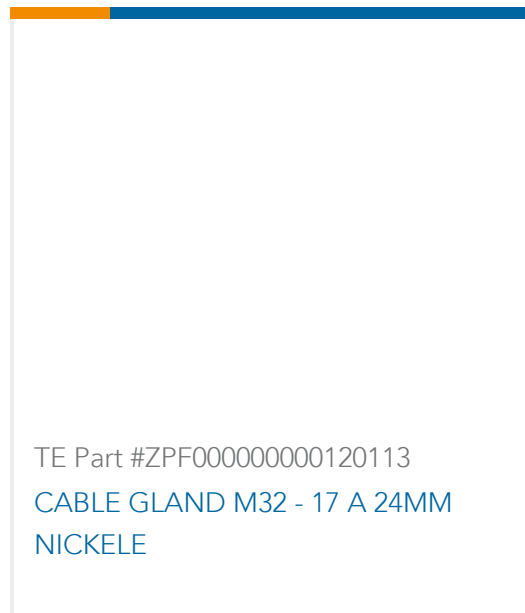 TE Part #ZPF000000000120113
CABLE GLAND M32 - 17 A 24MM
NICKELE